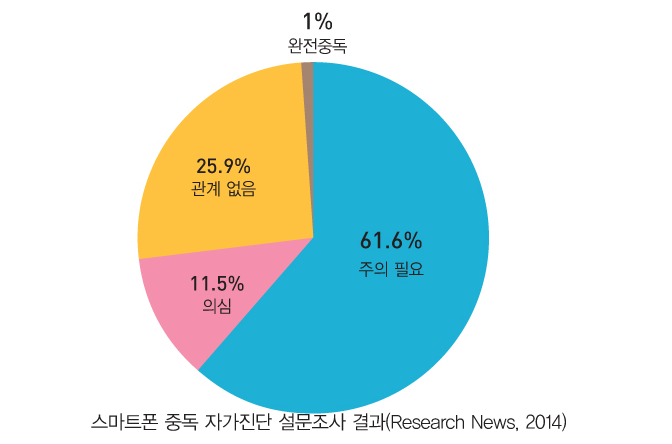 1%
완전중독
25.9%
관계 없음
61.6%
주의 필요
11.5%
의심
스마트폰 중독 자가진단 설문조사 결과(Research News, 2014)